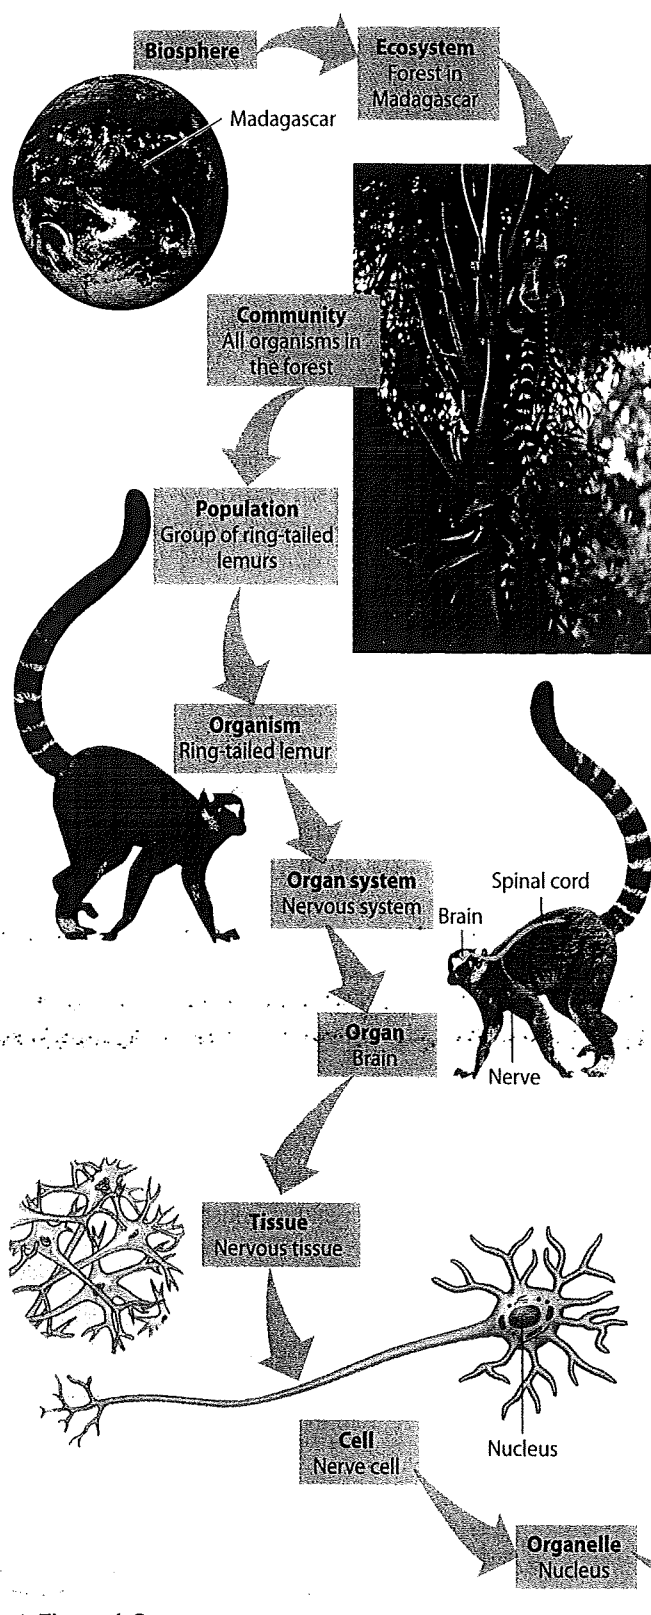 Biosphere
Ecosystem
Forest in
Madagascar
Madagascar
Community
All organisms in
the forest
Population
Group of ring-tailed
lemurs
Organism
Ring-tailed lemur
Organ system
Nervous system
Spinal cord
Brain
Organ
Brain
Nerve
Tissue
Nervous tissue
Nucleus
Cell
Nerve cell
Organelle
Nucleus